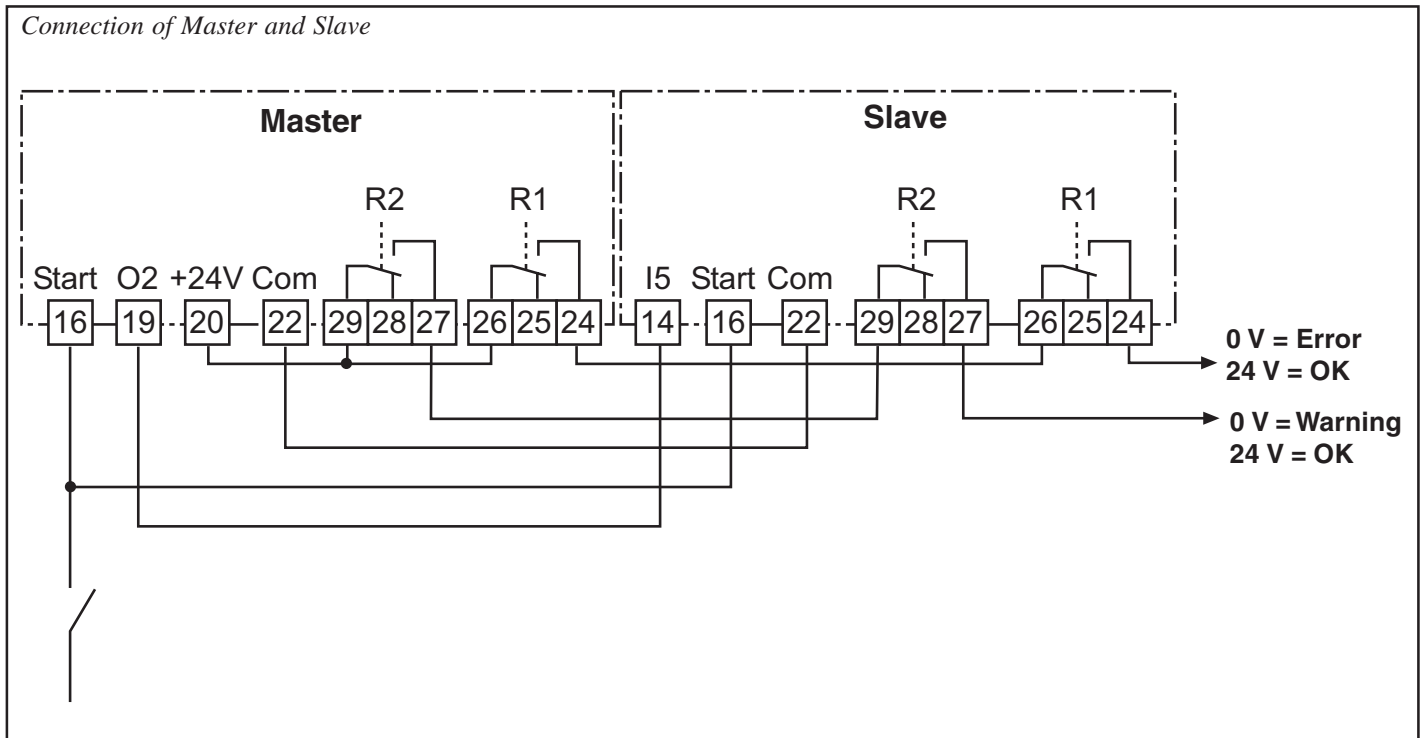 Connection of Master and Slave
Master
Slave
R2
R1
R2
R1
Start O2 +24V Com
I5 Start Com
16 19 20 22 29 28 27 26 25 24
14 16 22 29 28 27 26 25 24
0 V = Error
24 V = OK
0 V = Warning
24 V = OK